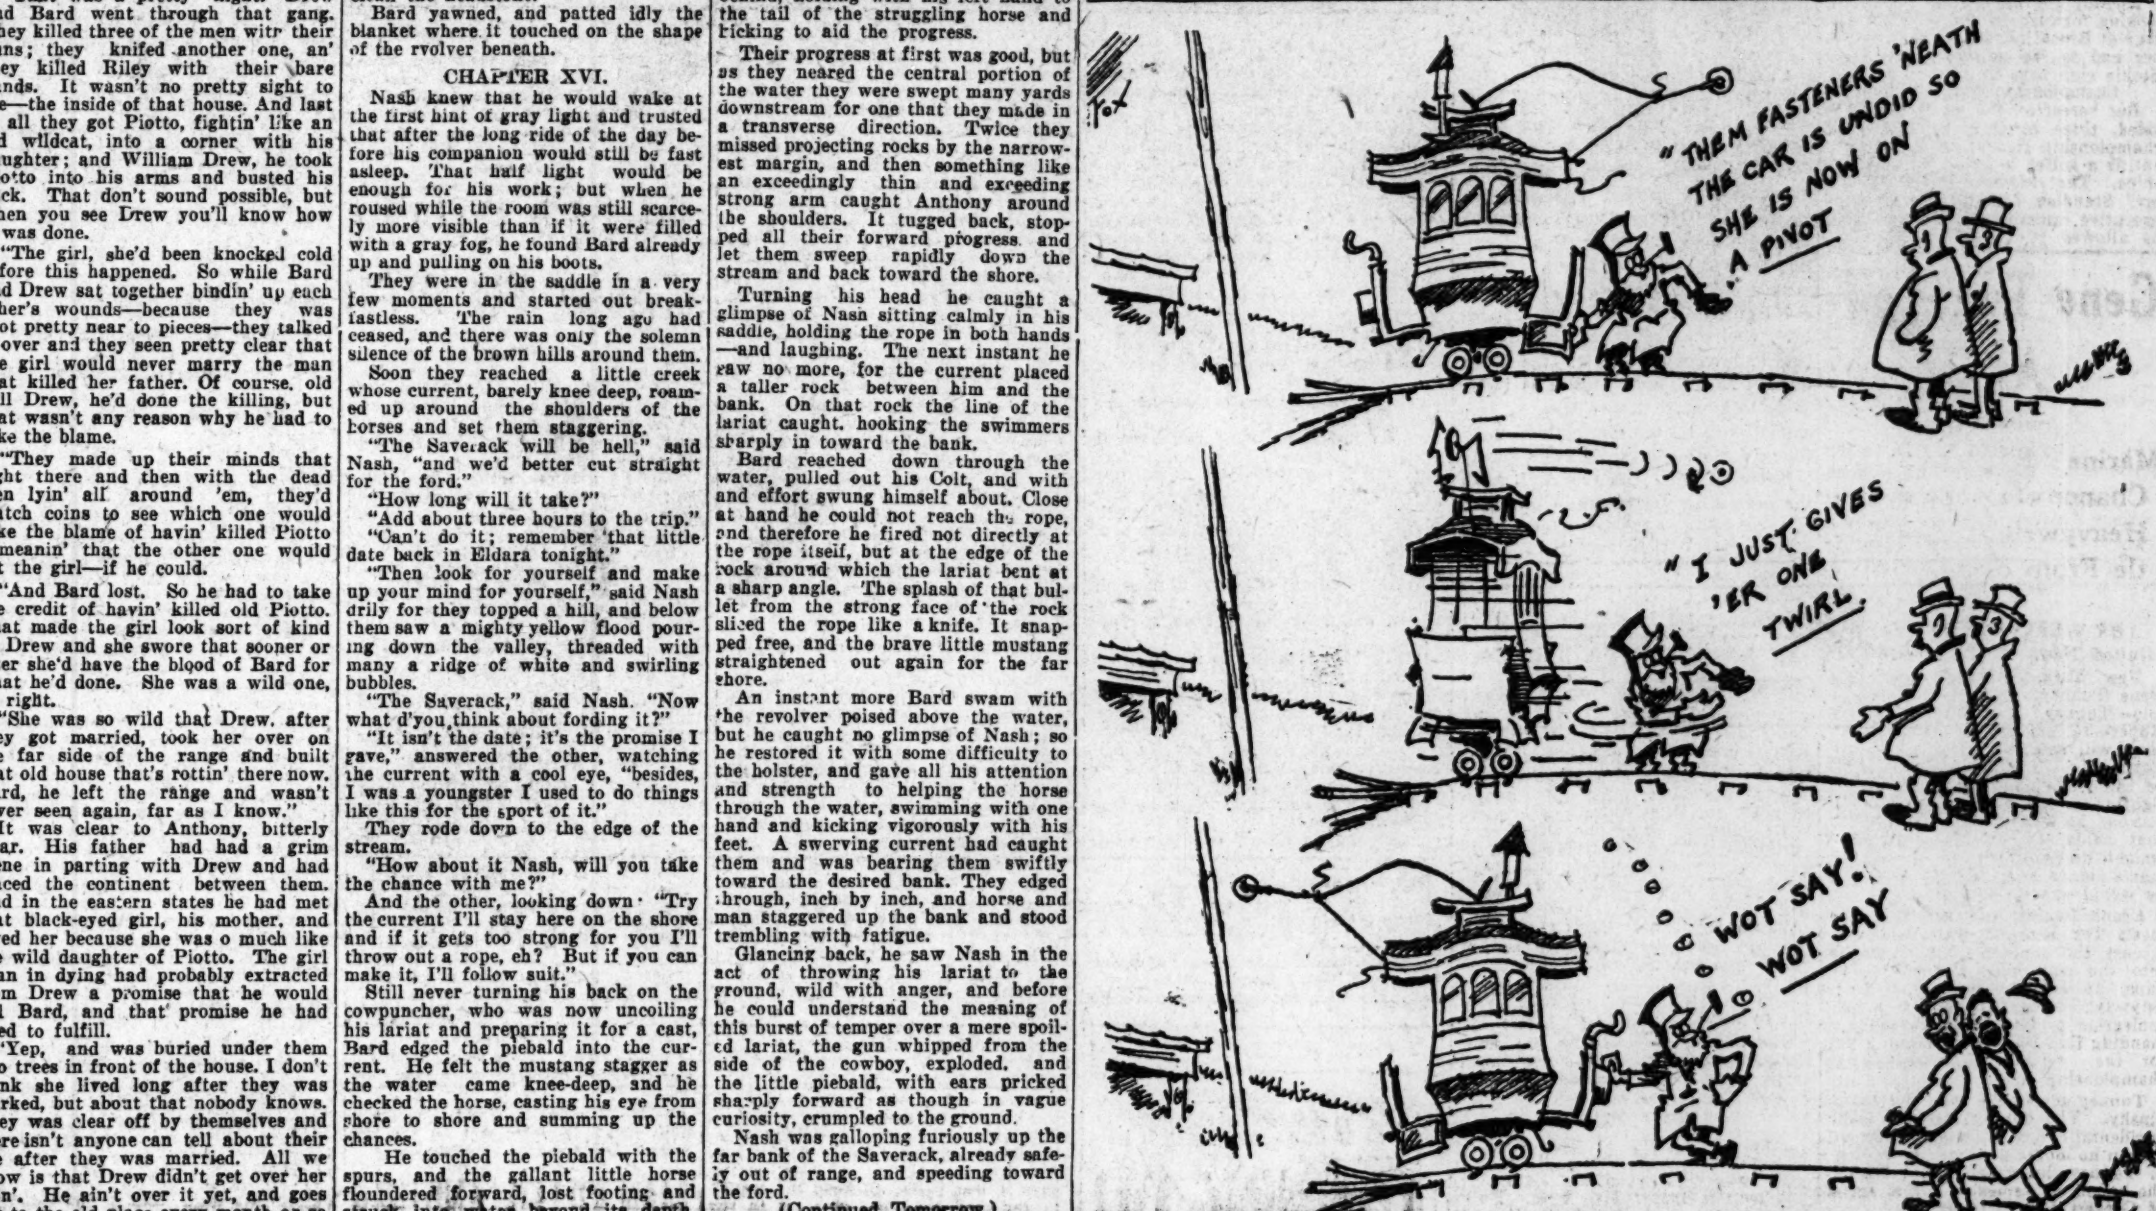 d Bard went through that gang.
hey killed three of the men witr their
ns; they knifed another one, an'
ey killed Riley with their bare
nds. It wasn't no pretty sight to
e—the inside of that house. And last
all they got Piotto, fightin' like an
d wildcat, into a corner with his
ughter; and William Drew, he took
otto into his arms and busted his
ck. That don't sound possible, but
hen you see Drew you'll know how
was done.
"The girl, she'd been knocked cold
fore this happened. So while Bard
d Drew sat together bindin' up each
her's wounds—because they was
ot pretty near to pieces—they talked
over and they seen pretty clear that
e girl would never marry the man
at killed her father. Of course, old
ll Drew, he'd done the killing, but
at wasn't any reason why he had to
ke the blame.
"They made up their minds that
ght there and then with the dead
en lyin' all around 'em, they'd
atch coins to see which one would
ke the blame of havin' killed Piotto
meanin' that the other one would
t the girl—if he could.
"And Bard lost. So he had to take
e credit of havin' killed old Piotto.
at made the girl look sort of kind
Drew and she swore that sooner or
er she'd have the blood of Bard for
at he'd done. She was a wild one,
right.
"She was so wild that Drew, after
ey got married, took her over on
e far side of the range and built
at old house that's rottin' there now.
rd, he left the range and wasn't
ver seen again, far as I know."
It was clear to Anthony, bitterly
ar. His father had had a grim
ene in parting with Drew and had
aced the continent between them.
d in the eastern states he had met
at black-eyed girl, his mother, and
ed her because she was o much like
e wild daughter of Piotto. The girl
an in dying had probably extracted
m Drew a promise that he would
l Bard, and that promise he had
ed to fulfill.
"Yep, and was buried under them
o trees in front of the house. I don't
nk she lived long after they was
rked, but about that nobody knows.
ey was clear off by themselves and
re isn't anyone can tell about their
e after they was married. All we
ow is that Drew didn't get over her
n'. He ain't over it yet, and goes
Bard yawned, and patted idly the
blanket where it touched on the shape
of the rvolver beneath.
CHAPTER XVI.
Nash knew that he would wake at
the first hint of gray light and trusted
that after the long ride of the day be-
fore his companion would still be fast
asleep. That half light would be
enough for his work; but when he
roused while the room was still scarce-
ly more visible than if it were filled
with a gray fog, he found Bard already
up and pulling on his boots.
They were in the saddle in a very
few moments and started out break-
fastless. The rain long ago had
ceased, and there was only the solemn
silence of the brown hills around them.
Soon they reached a little creek
whose current, barely knee deep, roam-
ed up around the shoulders of the
horses and set them staggering.
"The Saverack will be hell," said
Nash, "and we'd better cut straight
for the ford."
"How long will it take?"
"Add about three hours to the trip."
"Can't do it; remember 'that little
date back in Eldara tonight."
"Then look for yourself and make
up your mind for yourself," said Nash
drily for they topped a hill, and below
them saw a mighty yellow flood pour-
ing down the valley, threaded with
many a ridge of white and swirling
bubbles.
"The Saverack," said Nash. "Now
what d'you think about fording it?"
"It isn't the date; it's the promise I
gave," answered the other, watching
the current with a cool eye, "besides,
I was a youngster I used to do things
like this for the sport of it."
They rode down to the edge of the
stream.
"How about it Nash, will you take
the chance with me?"
And the other, looking down: "Try
the current I'll stay here on the shore
and if it gets too strong for you I'll
throw out a rope, eh? But if you can
make it, I'll follow suit."
Still never turning his back on the
cowpuncher, who was now uncoiling
his lariat and preparing it for a cast,
Bard edged the piebald into the cur-
rent. He felt the mustang stagger as
the water came knee-deep, and he
checked the horse, casting his eye from
shore to shore and summing up the
chances.
He touched the piebald with the
spurs, and the gallant little horse
floundered forward, lost footing and
the tail of the struggling horse and
kicking to aid the progress.
Their progress at first was good, but
as they neared the central portion of
the water they were swept many yards
downstream for one that they made in
a transverse direction. Twice they
missed projecting rocks by the narrow-
est margin, and then something like
an exceedingly thin and exceeding
strong arm caught Anthony around
the shoulders. It tugged back, stop-
ped all their forward progress, and
let them sweep rapidly down the
stream and back toward the shore.
Turning his head he caught a
glimpse of Nash sitting calmly in his
saddle, holding the rope in both hands
—and laughing. The next instant he
saw no more, for the current placed
a taller rock between him and the
bank. On that rock the line of the
lariat caught, hooking the swimmers
sharply in toward the bank.
Bard reached down through the
water, pulled out his Colt, and with
and effort swung himself about. Close
at hand he could not reach the rope,
and therefore he fired not directly at
the rope itself, but at the edge of the
rock around which the lariat bent at
a sharp angle. The splash of that bul-
let from the strong face of the rock
sliced the rope like a knife. It snap-
ped free, and the brave little mustang
straightened out again for the far
shore.
An instant more Bard swam with
the revolver poised above the water,
but he caught no glimpse of Nash; so
he restored it with some difficulty to
the holster, and gave all his attention
and strength to helping the horse
through the water, swimming with one
hand and kicking vigorously with his
feet. A swerving current had caught
them and was bearing them swiftly
toward the desired bank. They edged
through, inch by inch, and horse and
man staggered up the bank and stood
trembling with fatigue.
Glancing back, he saw Nash in the
act of throwing his lariat to the
ground, wild with anger, and before
he could understand the meaning of
this burst of temper over a mere spoil-
ed lariat, the gun whipped from the
side of the cowboy, exploded, and
the little piebald, with ears pricked
sharply forward as though in vague
curiosity, crumpled to the ground.
Nash was galloping furiously up the
far bank of the Saverack, already safe-
ly out of range, and speeding toward
the ford.
(Continued Tomorrow.)
Fox
"THEM FASTENERS 'NEATH
THE CAR IS UNDID SO
SHE IS NOW ON
A PIVOT
"I JUST GIVES
'ER ONE
TWIRL.
WOT SAY!
WOT SAY